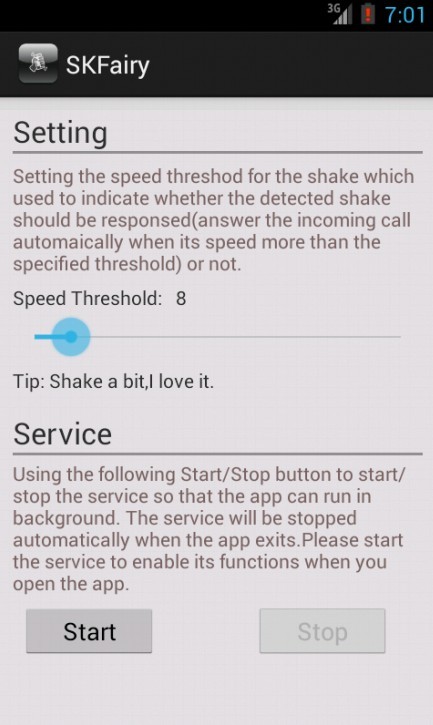 3G 7:01
SKFairy
Setting
Setting the speed threshod for the shake which
used to indicate whether the detected shake
should be responsed(answer the incoming call
automaically when its speed more than the
specified threshold) or not.
Speed Threshold: 8
Tip: Shake a bit,I love it.
Service
Using the following Start/Stop button to start/
stop the service so that the app can run in
background. The service will be stopped
automatically when the app exits.Please start
the service to enable its functions when you
open the app.
Start Stop